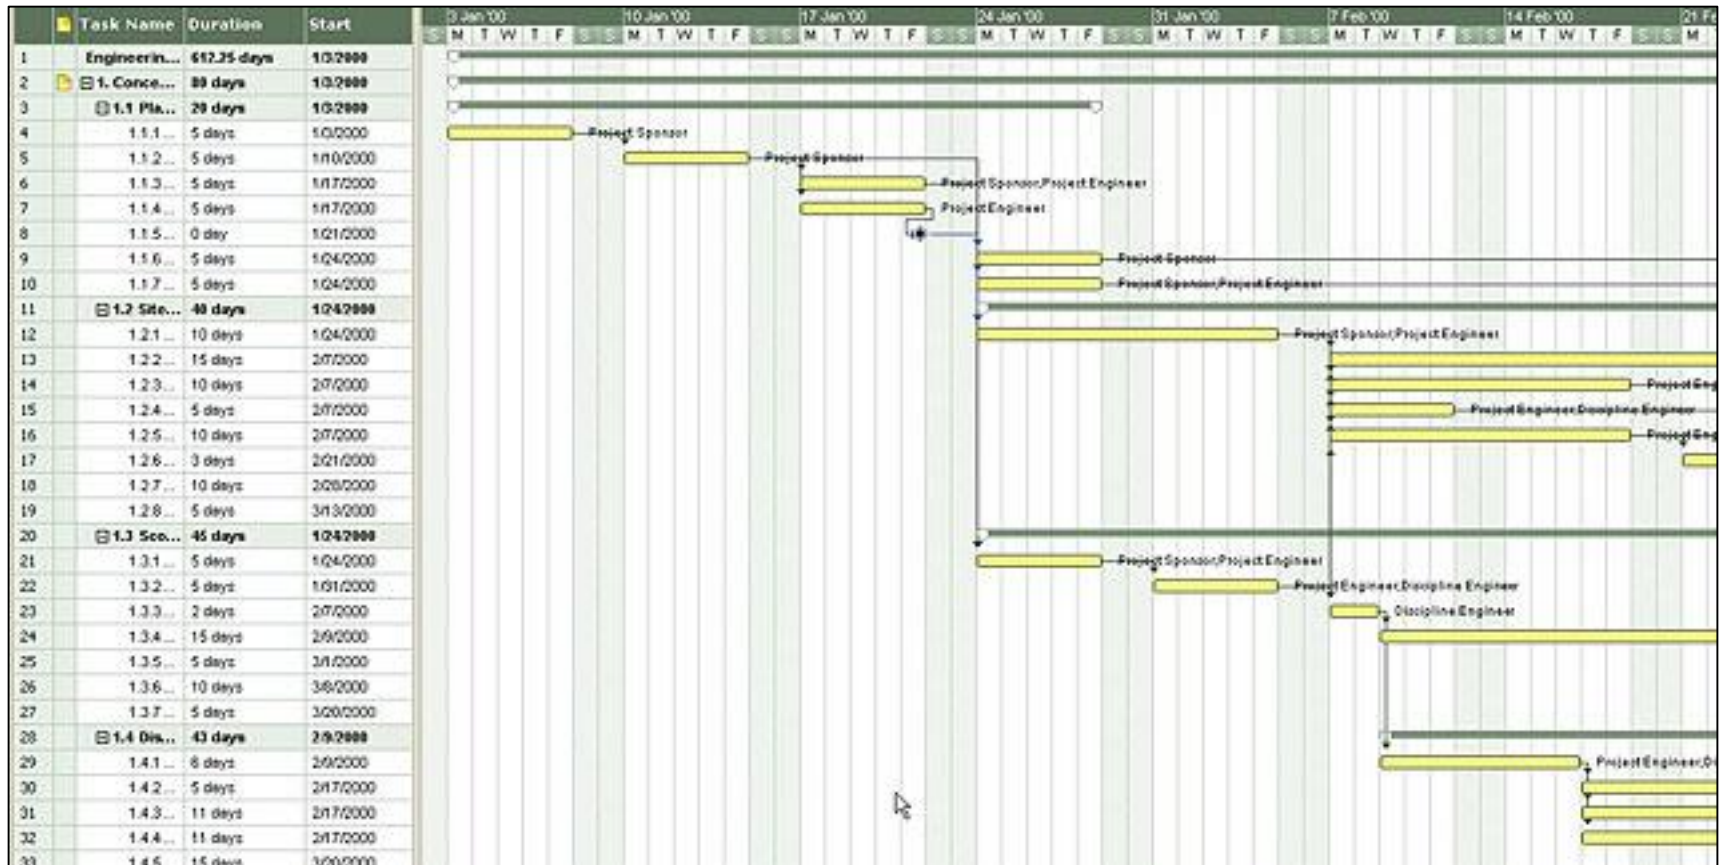 Task Name Duration Start 3 Jan '00 10 Jan '00 17 Jan '00 24 Jan '00 31 Jan '00 7 Feb '00 14 Feb '00 21 Fe
S M T W T F S S M T W T F S S M T W T F S S M T W T F S S M T W T F S S M T W T F S S M T W T F S S M
1 Engineerin... 612.25 days 1/3/2000
2 1. Conce... 80 days 1/3/2000
3 1.1 Pla... 20 days 1/3/2000
4 1.1.1... 5 days 1/3/2000 Project Sponsor
5 1.1.2... 5 days 1/10/2000 Project Sponsor
6 1.1.3... 5 days 1/17/2000 Project Sponsor,Project Engineer
7 1.1.4... 5 days 1/17/2000 Project Engineer
8 1.1.5... 0 day 1/21/2000
9 1.1.6... 5 days 1/24/2000 Project Sponsor
10 1.1.7... 5 days 1/24/2000 Project Sponsor,Project Engineer
11 1.2 Site... 40 days 1/24/2000
12 1.2.1... 10 days 1/24/2000 Project Sponsor,Project Engineer
13 1.2.2... 15 days 2/7/2000
14 1.2.3... 10 days 2/7/2000 Project Eng
15 1.2.4... 5 days 2/7/2000 Project Engineer,Discipline Engineer
16 1.2.5... 10 days 2/7/2000 Project Eng
17 1.2.6... 3 days 2/21/2000
18 1.2.7... 10 days 2/28/2000
19 1.2.8... 5 days 3/13/2000
20 1.3 Sco... 45 days 1/24/2000
21 1.3.1... 5 days 1/24/2000 Project Sponsor,Project Engineer
22 1.3.2... 5 days 1/31/2000 Project Engineer,Discipline Engineer
23 1.3.3... 2 days 2/7/2000 Discipline Engineer
24 1.3.4... 15 days 2/9/2000
25 1.3.5... 5 days 3/1/2000
26 1.3.6... 10 days 3/8/2000
27 1.3.7... 5 days 3/20/2000
28 1.4 Dis... 43 days 2/9/2000
29 1.4.1... 6 days 2/9/2000 Project Engineer,Di
30 1.4.2... 5 days 2/17/2000
31 1.4.3... 11 days 2/17/2000
32 1.4.4... 11 days 2/17/2000
33 1.4.5... 15 days 3/20/2000